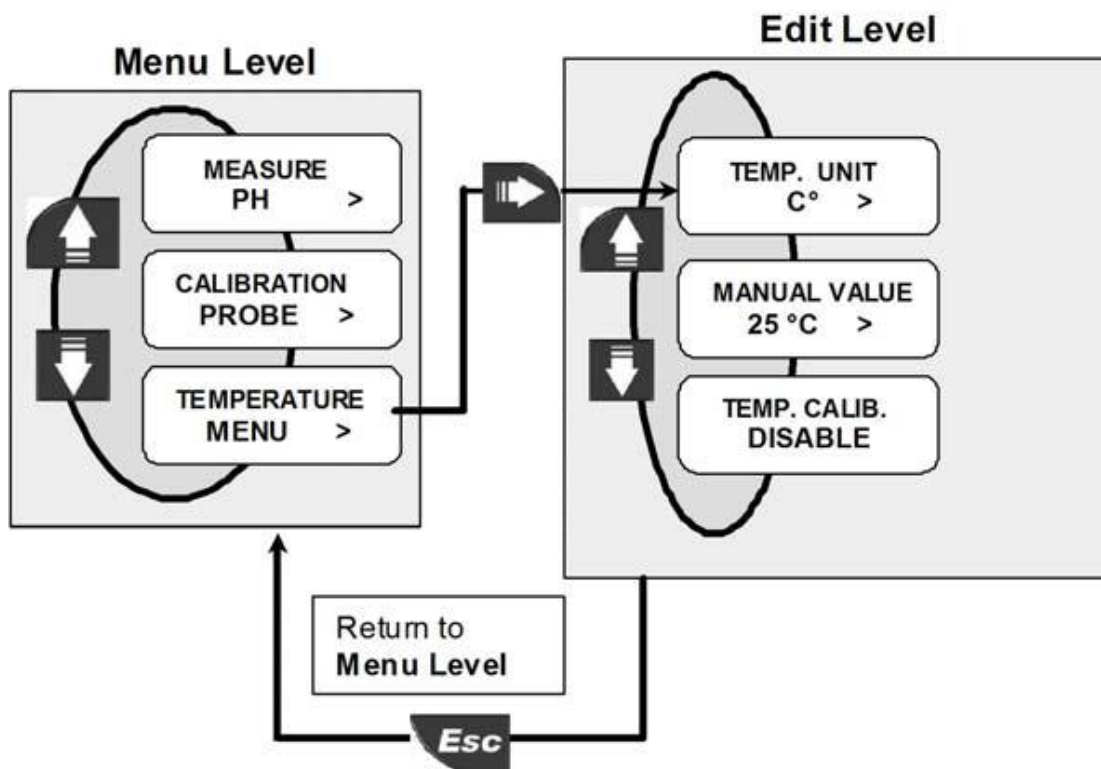 Menu Level
MEASURE
PH >
CALIBRATION
PROBE >
TEMPERATURE
MENU >
Edit Level
TEMP. UNIT
C° >
MANUAL VALUE
25 °C >
TEMP. CALIB.
DISABLE
Return to
Menu Level
Esc